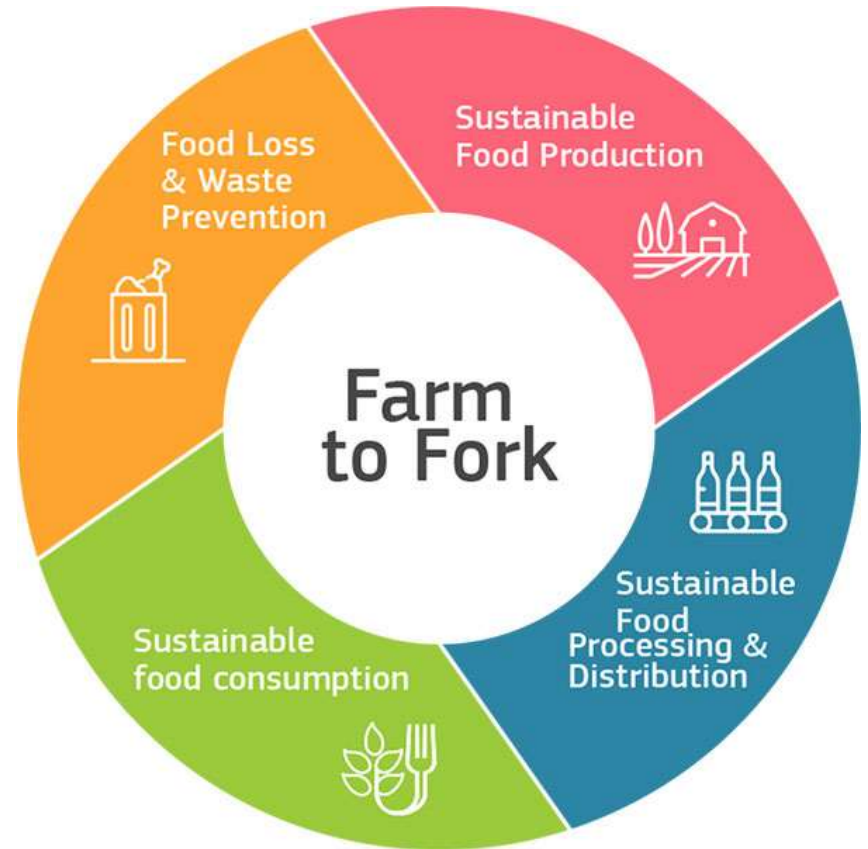 Food Loss
& Waste
Prevention
Sustainable
Food Production
Farm
to Fork
Sustainable
Food
Processing &
Distribution
Sustainable
food consumption